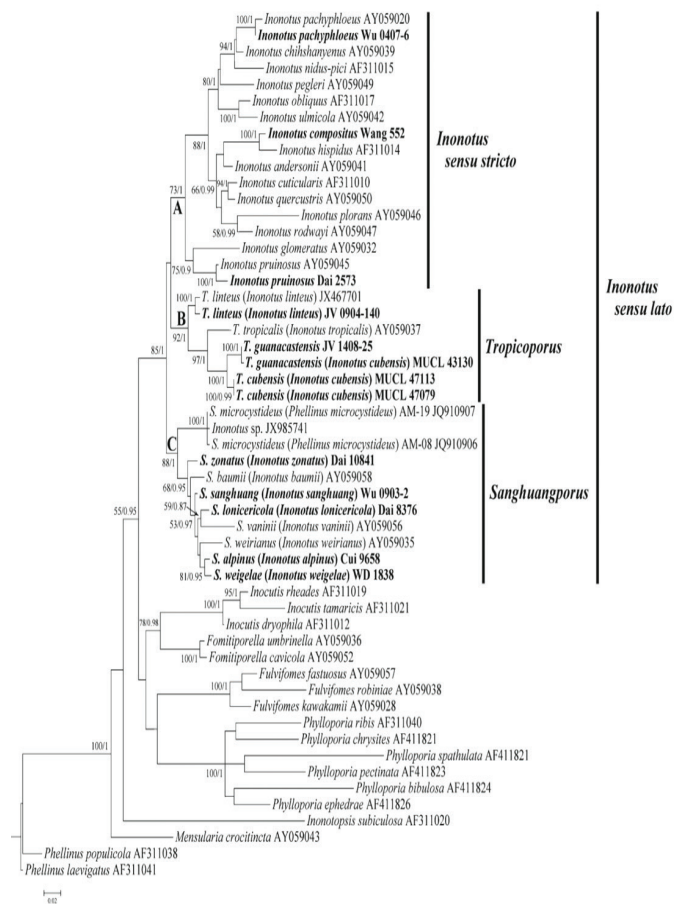 100/1 Inonotus pachyphloeus AY059020
Inonotus pachyphloeus Wu 0407-6
94/1 Inonotus chihshanyenus AY059039
Inonotus nidus-pici AF311015
80/1 Inonotus pegleri AY059049
Inonotus obliquus AF311017
100/1 Inonotus ulmicola AY059042
100/1 Inonotus compositus Wang 552
88/1 Inonotus hispidus AF311014
Inonotus andersonii AY059041
94/1 Inonotus cuticularis AF311010
73/1 66/0.99 Inonotus quercustris AY059050
A Inonotus plorans AY059046
58/0.99 Inonotus rodwayi AY059047
Inonotus glomeratus AY059032
75/0.9 Inonotus pruinosus AY059045
100/1 Inonotus pruinosus Dai 2573
Inonotus
sensu stricto
100/1 T. linteus (Inonotus linteus) JX467701
B T. linteus (Inonotus linteus) JV 0904-140
92/1 T. tropicalis (Inonotus tropicalis) AY059037
100/1 T. guanacastensis JV 1408-25
97/1 T. guanacastensis (Inonotus cubensis) MUCL 43130
85/1 100/1 T. cubensis (Inonotus cubensis) MUCL 47113
100/0.99 T. cubensis (Inonotus cubensis) MUCL 47079
Tropicoporus
Inonotus
sensu lato
S. microcystideus (Phellinus microcystideus) AM-19 JQ910907
100/1 Inonotus sp. JX985741
C S. microcystideus (Phellinus microcystideus) AM-08 JQ910906
88/1 S. zonatus (Inonotus zonatus) Dai 10841
S. baumii (Inonotus baumii) AY059058
68/0.95 S. sanghuang (Inonotus sanghuang) Wu 0903-2
59/0.87 S. lonicericola (Inonotus lonicericola) Dai 8376
55/0.95 53/0.97 S. vaninii (Inonotus vaninii) AY059056
S. weirianus (Inonotus weirianus) AY059035
S. alpinus (Inonotus alpinus) Cui 9658
81/0.95 S. weigelae (Inonotus weigelae) WD 1838
Sanghuangporus
95/1 Inocutis rheades AF311019
100/1 Inocutis tamaricis AF311021
78/0.98 Inocutis dryophila AF311012
Fomitiporella umbrinella AY059036
100/1 Fomitiporella cavicola AY059052
Fulvifomes fastuosus AY059057
100/1 Fulvifomes robiniae AY059038
Fulvifomes kawakamii AY059028
Phylloporia ribis AF311040
100/1 Phylloporia chrysites AF411821
Phylloporia spathulata AF411821
100/1 Phylloporia pectinata AF411823
Phylloporia bibulosa AF411824
Phylloporia ephedrae AF411826
Inonotopsis subiculosa AF311020
Mensularia crocitincta AY059043
Phellinus populicola AF311038
Phellinus laevigatus AF311041
0.02